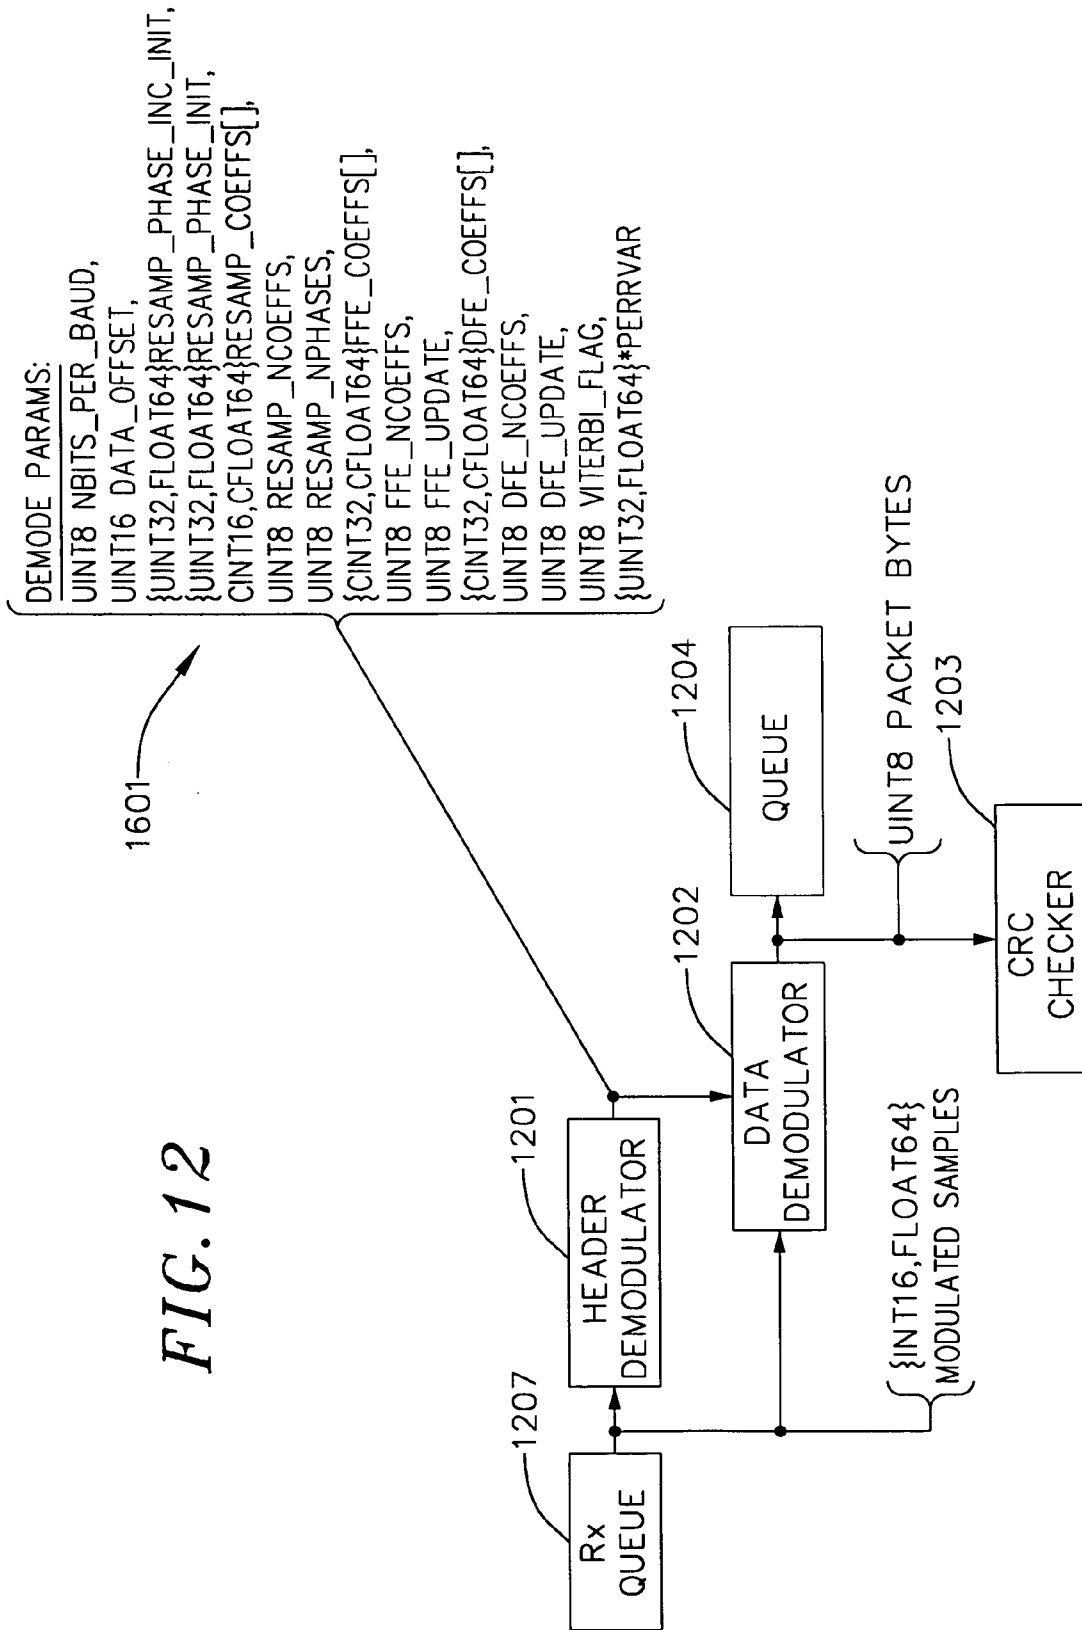 FIG. 12
1601
DEMODE PARAMS:
UINT8 NBITS_PER_BAUD,
UINT16 DATA_OFFSET,
}UINT32,FLOAT64}RESAMP_PHASE_INC_INIT,
}UINT32,FLOAT64}RESAMP_PHASE_INIT,
CINT16,CFLOAT64}RESAMP_COEFFS[],
UINT8 RESAMP_NCOEFFS,
UINT8 RESAMP_NPHASES,
{CINT32,CFLOAT64}FFE_COEFFS[],
UINT8 FFE_NCOEFFS,
UINT8 FFE_UPDATE,
{CINT32,CFLOAT64}DFE_COEFFS[],
UINT8 DFE_NCOEFFS,
UINT8 DFE_UPDATE,
UINT8 VITERBI_FLAG,
}UINT32,FLOAT64}*PERRVAR
1207
Rx
QUEUE
1201
HEADER
DEMODULATOR
1202
DATA
DEMODULATOR
1204
QUEUE
}INT16,FLOAT64}
MODULATED SAMPLES
UINT8 PACKET BYTES
1203
CRC
CHECKER